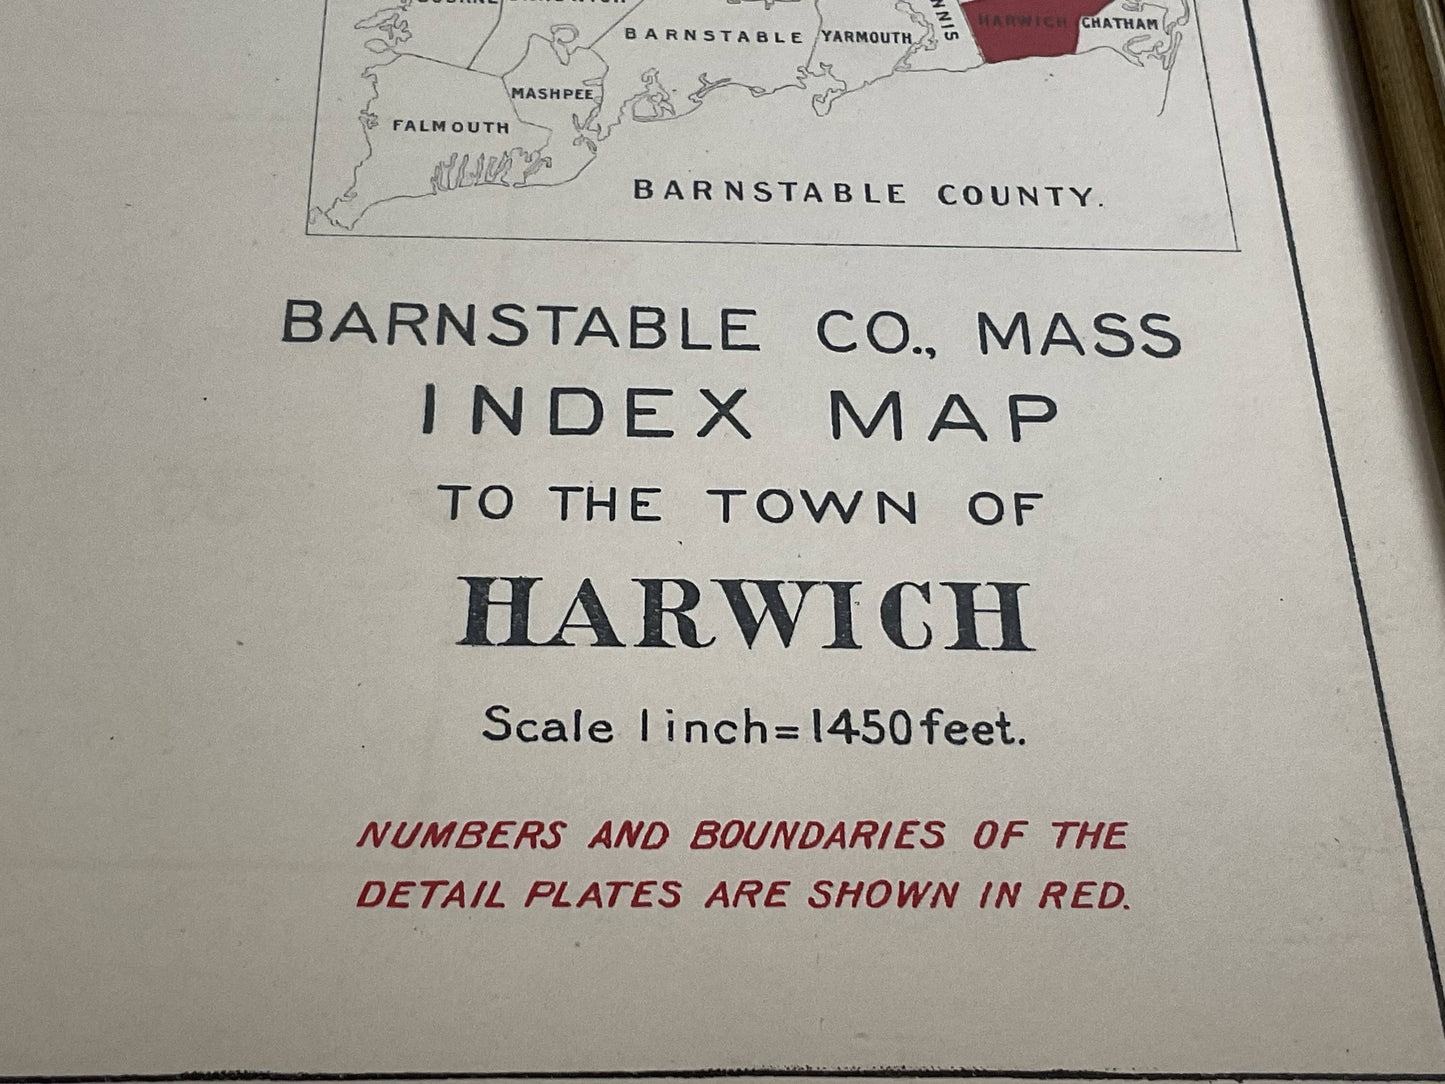 HARWICH CHATHAM
BARNSTABLE YARMOUTH
MASHPEE
FALMOUTH
BARNSTABLE COUNTY.
BARNSTABLE CO., MASS
INDEX MAP
TO THE TOWN OF
HARWICH
Scale 1 inch = 1450 feet.
NUMBERS AND BOUNDARIES OF THE
DETAIL PLATES ARE SHOWN IN RED.